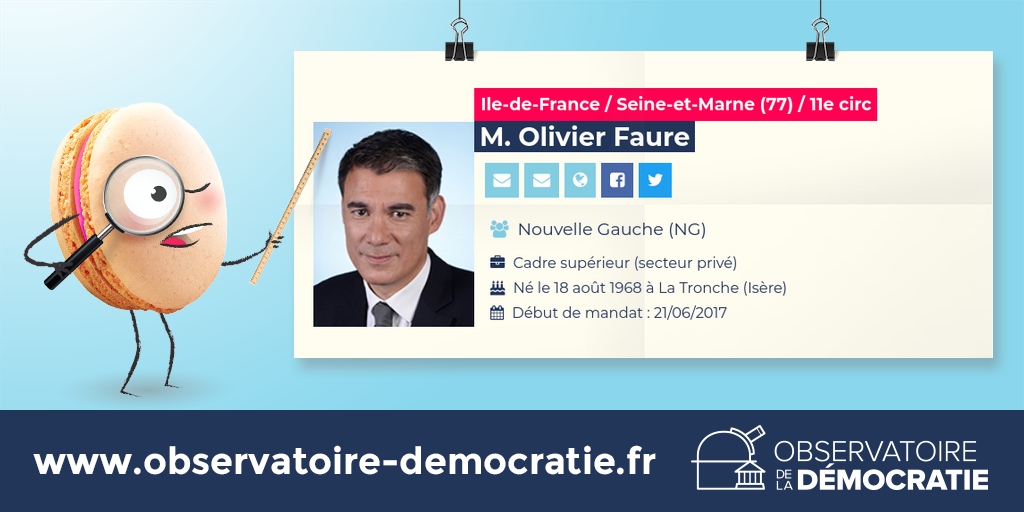 Ile-de-France / Seine-et-Marne (77) / 11e circ
M. Olivier Faure
Nouvelle Gauche (NG)
Cadre supérieur (secteur privé)
Né le 18 août 1968 à La Tronche (Isère)
Début de mandat : 21/06/2017
www.observatoire-democratie.fr
OBSERVATOIRE
DE LA DÉMOCRATIE